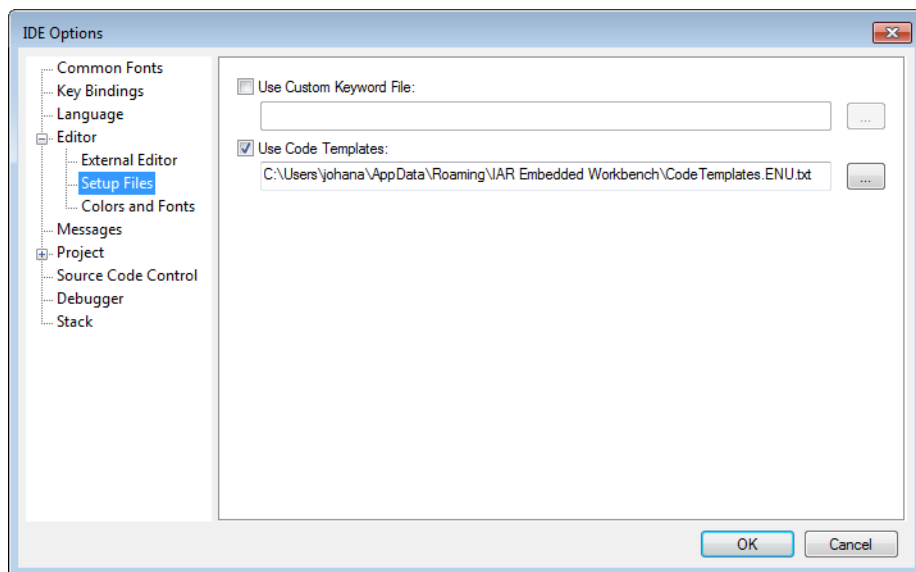 IDE Options
Common Fonts
Key Bindings
Language
Editor
External Editor
Setup Files
Colors and Fonts
Messages
Project
Source Code Control
Debugger
Stack
Use Custom Keyword File:
...
Use Code Templates:
C:\Users\johana\AppData\Roaming\IAR Embedded Workbench\CodeTemplates.ENU.txt
...
OK
Cancel